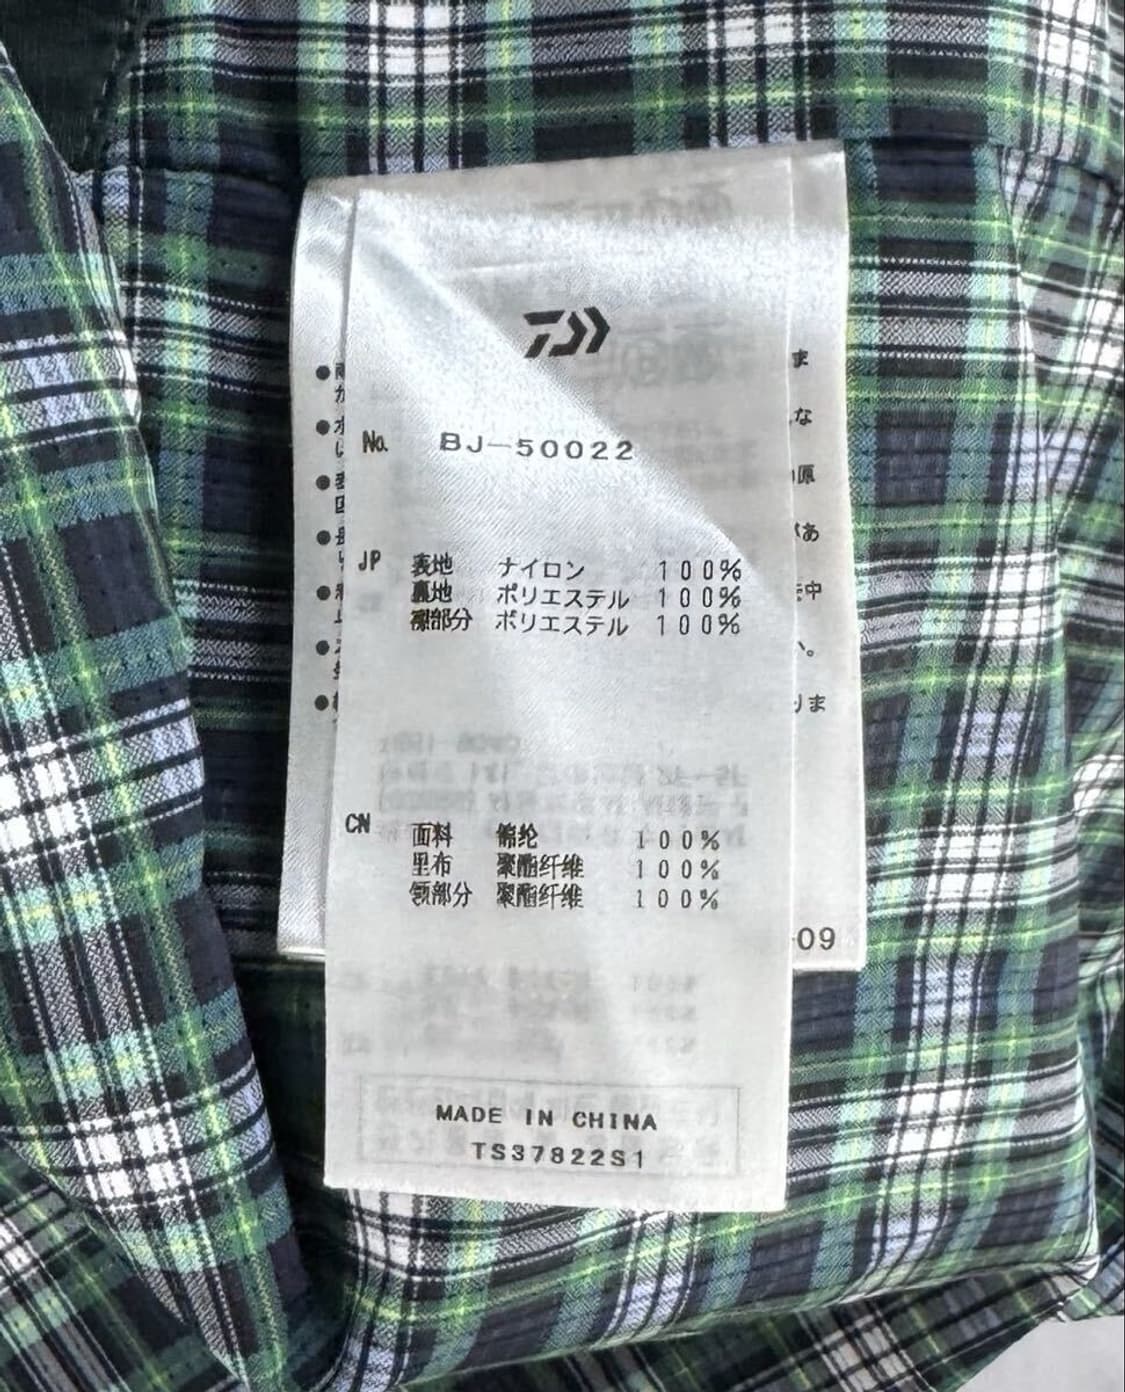 No. BJ-50022
JP 表地 ナイロン 100%
裏地 ポリエステル 100%
襟部分 ポリエステル 100%
CN 面料 锦纶 100%
里布 聚酯纤维 100%
领部分 聚酯纤维 100%
-09
MADE IN CHINA
TS37822S1